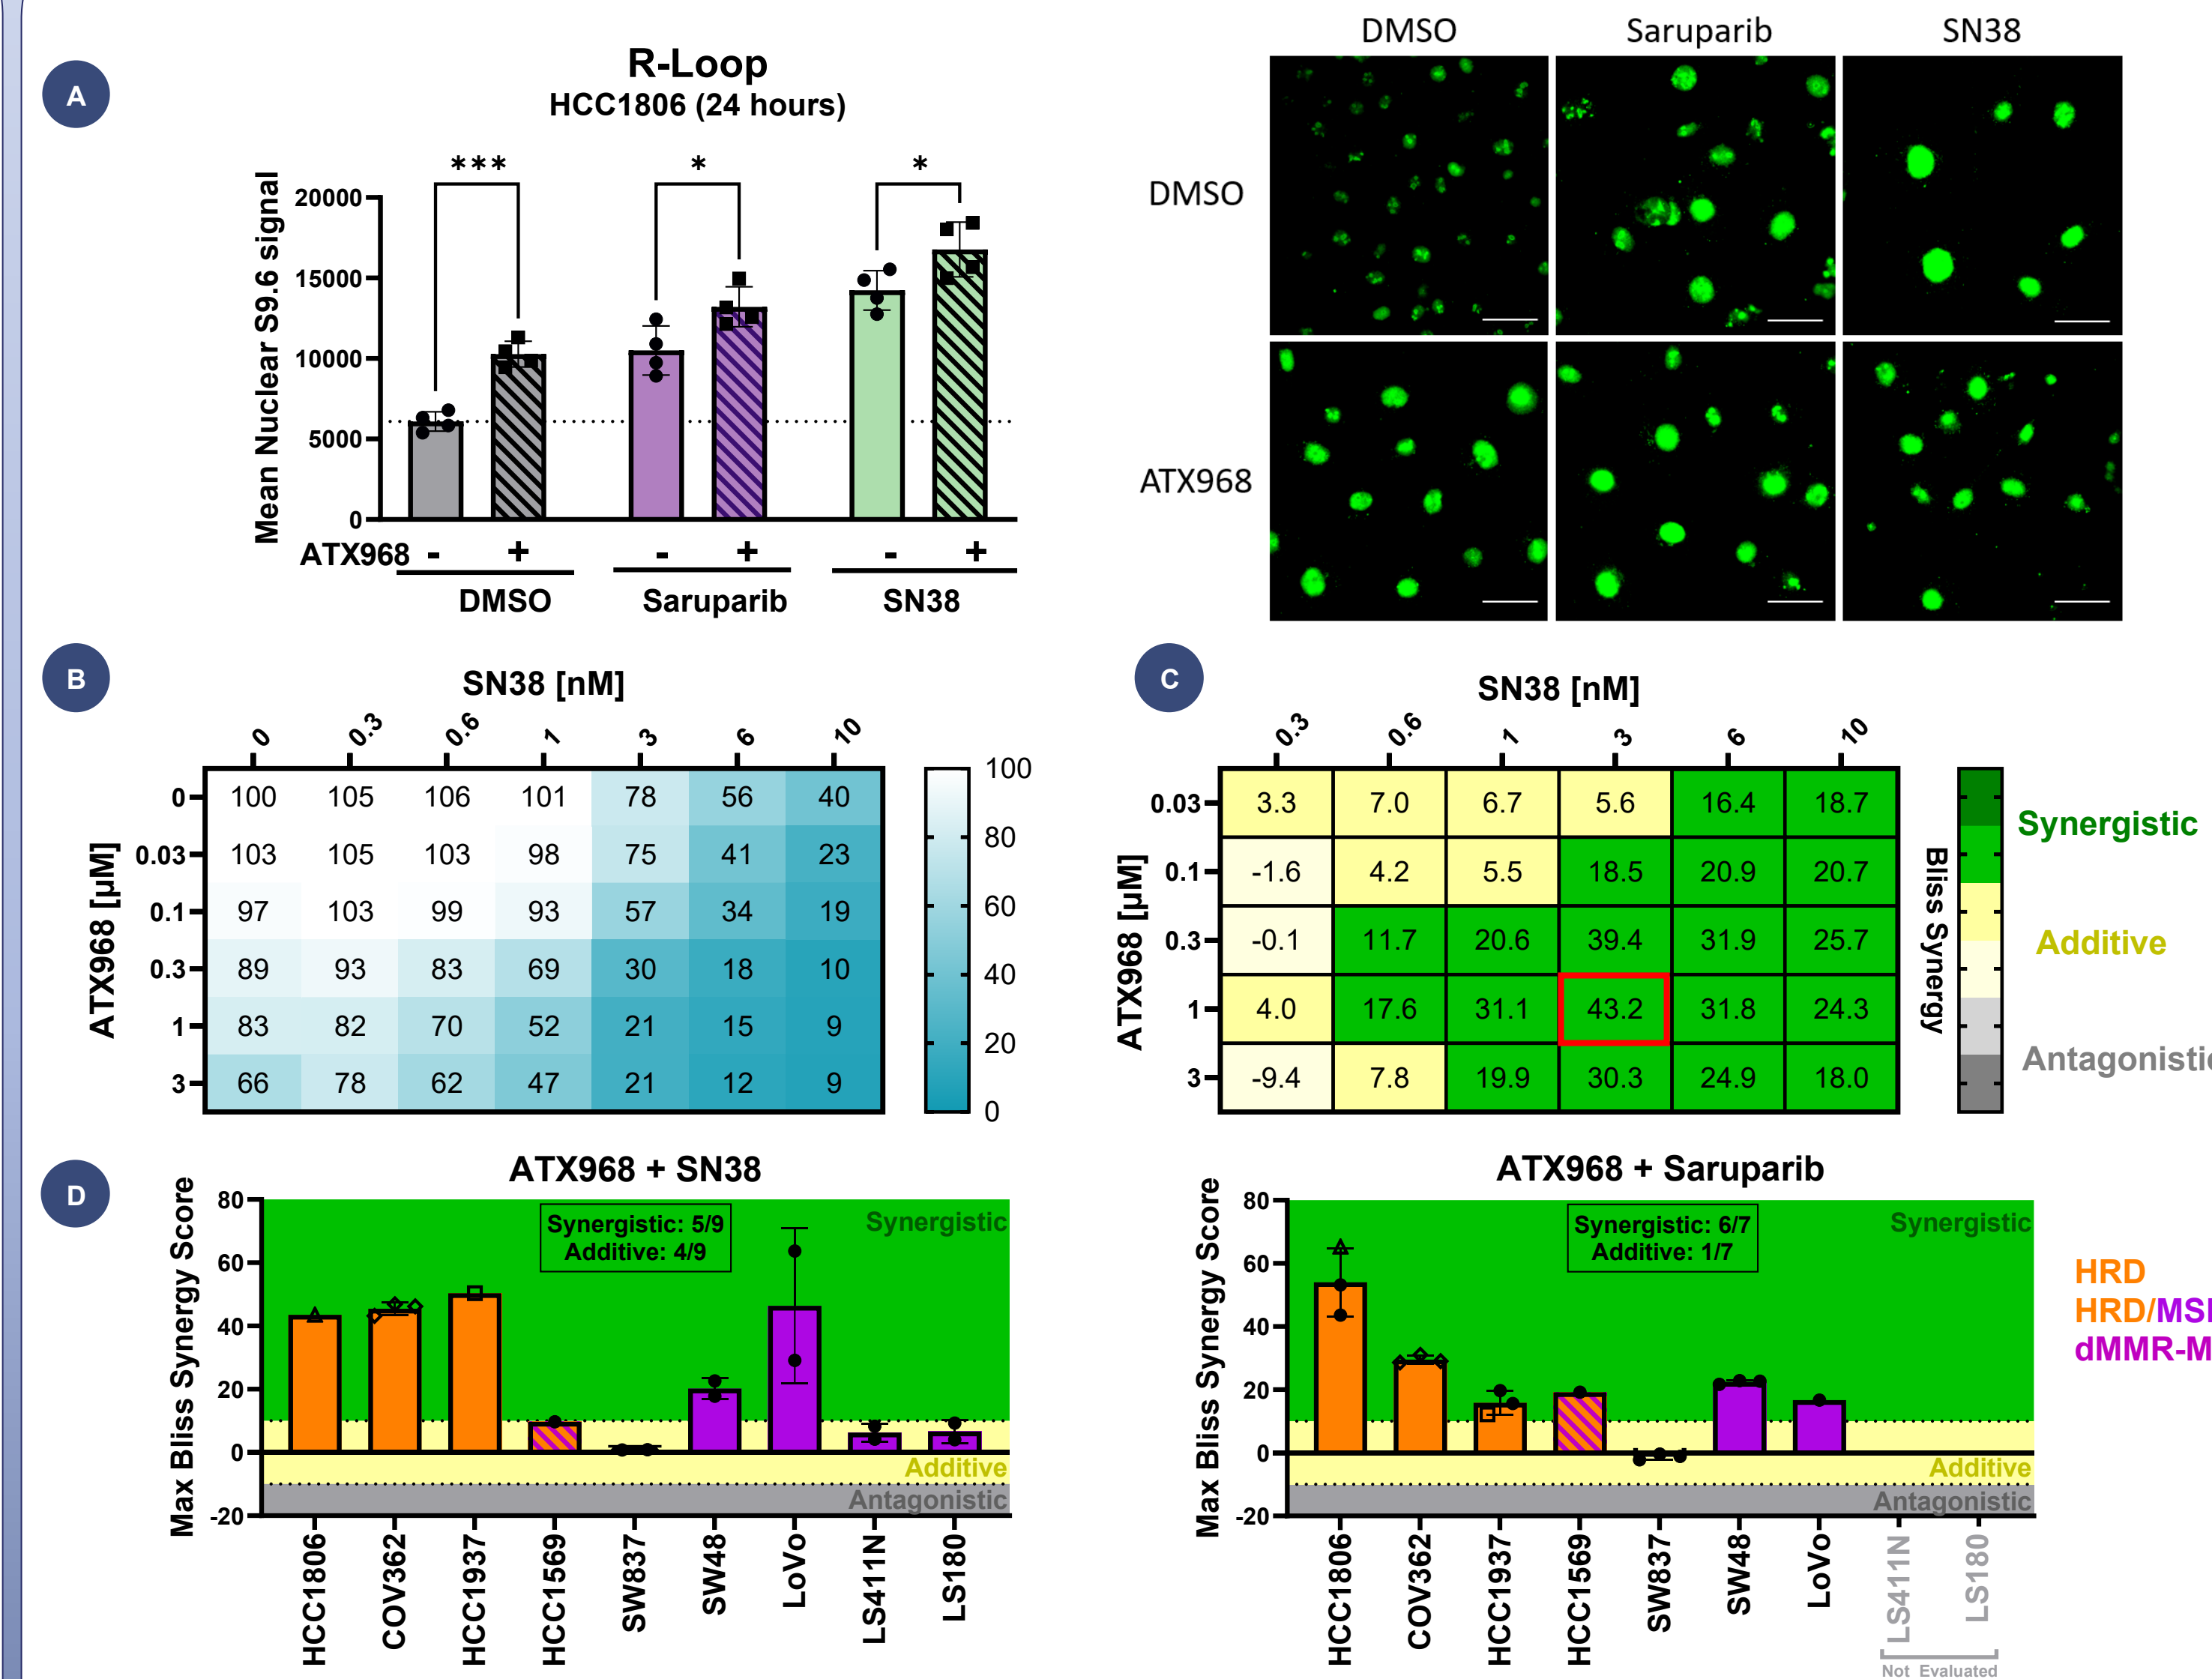 A
R-Loop
HCC1806 (24 hours)
*** * *
Mean Nuclear S9.6 signal
20000
15000
10000
5000
0
ATX968 - + - + - +
DMSO Saruparib SN38
DMSO Saruparib SN38
DMSO
ATX968
B
SN38 [nM]
0 0.3 0.6 1 3 6 10
ATX968 [µM]
0 100 105 106 101 78 56 40
0.03 103 105 103 98 75 41 23
0.1 97 103 99 93 57 34 19
0.3 89 93 83 69 30 18 10
1 83 82 70 52 21 15 9
3 66 78 62 47 21 12 9
100
80
60
40
20
0
C
SN38 [nM]
0.3 0.6 1 3 6 10
ATX968 [µM]
0.03 3.3 7.0 6.7 5.6 16.4 18.7
0.1 -1.6 4.2 5.5 18.5 20.9 20.7
0.3 -0.1 11.7 20.6 39.4 31.9 25.7
1 4.0 17.6 31.1 43.2 31.8 24.3
3 -9.4 7.8 19.9 30.3 24.9 18.0
Bliss Synergy
Synergistic
Additive
Antagonistic
D
ATX968 + SN38
Max Bliss Synergy Score
80
60
40
20
0
-20
Synergistic: 5/9
Additive: 4/9
Synergistic
Additive
Antagonistic
HCC1806
COV362
HCC1937
HCC1569
SW837
SW48
LoVo
LS411N
LS180
ATX968 + Saruparib
Max Bliss Synergy Score
80
60
40
20
0
-20
Synergistic: 6/7
Additive: 1/7
Synergistic
Additive
Antagonistic
HCC1806
COV362
HCC1937
HCC1569
SW837
SW48
LoVo
LS411N
LS180
Not Evaluated
HRD
HRD/MSI
dMMR-M